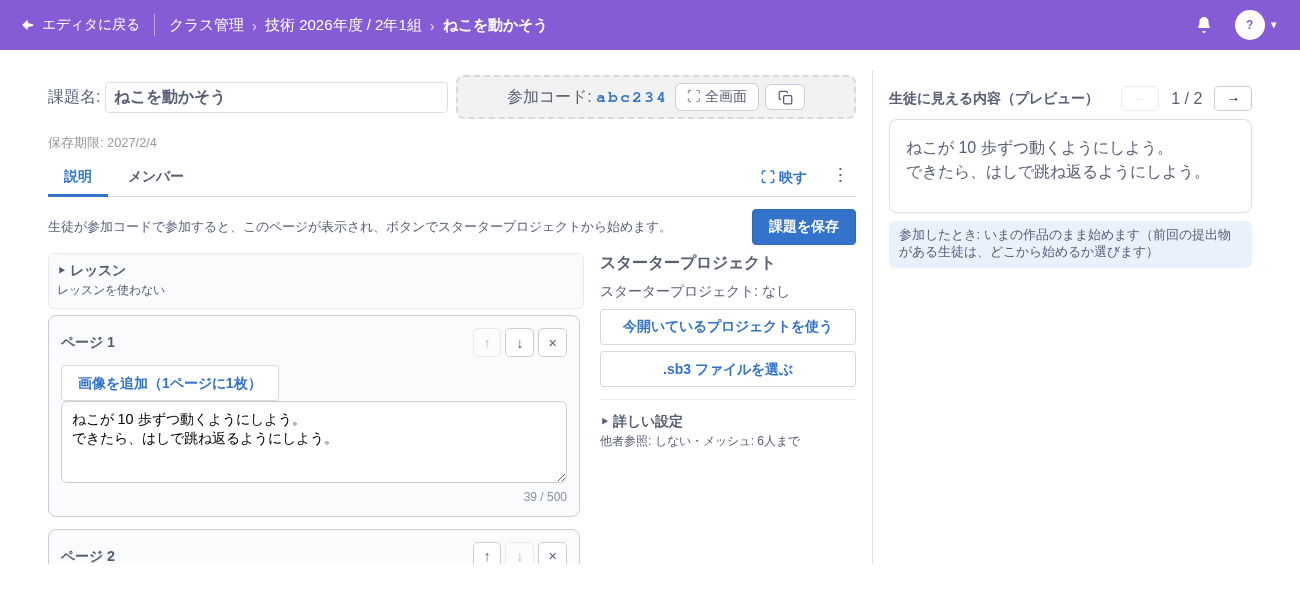 エディタに戻る
クラス管理 › 技術 2026年度 / 2年1組 › ねこを動かそう
?
課題名: ねこを動かそう
参加コード: abc234 全画面
保存期限: 2027/2/4
説明 メンバー 映す
生徒が参加コードで参加すると、このページが表示され、ボタンでスタータープロジェクトから始めます。
課題を保存
レッスン
レッスンを使わない
ページ 1 ↑ ↓ ×
画像を追加（1ページに1枚）
ねこが 10 歩ずつ動くようにしよう。
できたら、はしで跳ね返るようにしよう。
39 / 500
ページ 2 ↑ ↓ ×
スタータープロジェクト
スタータープロジェクト: なし
今開いているプロジェクトを使う
.sb3 ファイルを選ぶ
詳しい設定
他者参照: しない・メッシュ: 6人まで
生徒に見える内容（プレビュー） ← 1 / 2 →
ねこが 10 歩ずつ動くようにしよう。
できたら、はしで跳ね返るようにしよう。
参加したとき: いまの作品のまま始めます（前回の提出物
がある生徒は、どこから始めるか選びます）